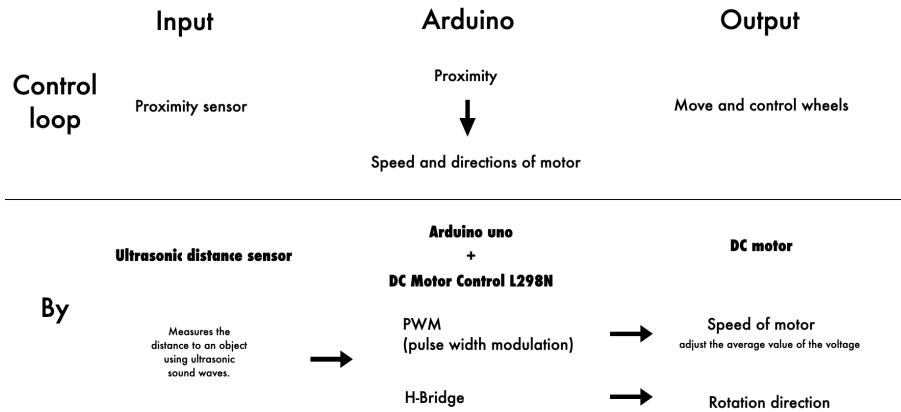 Input
Arduino
Output
Control
loop
Proximity sensor
Proximity
Speed and directions of motor
Move and control wheels
By
Ultrasonic distance sensor
Arduino uno
+
DC Motor Control L298N
DC motor
Measures the
distance to an object
using ultrasonic
sound waves.
PWM
(pulse width modulation)
Speed of motor
adjust the average value of the voltage
H-Bridge
Rotation direction